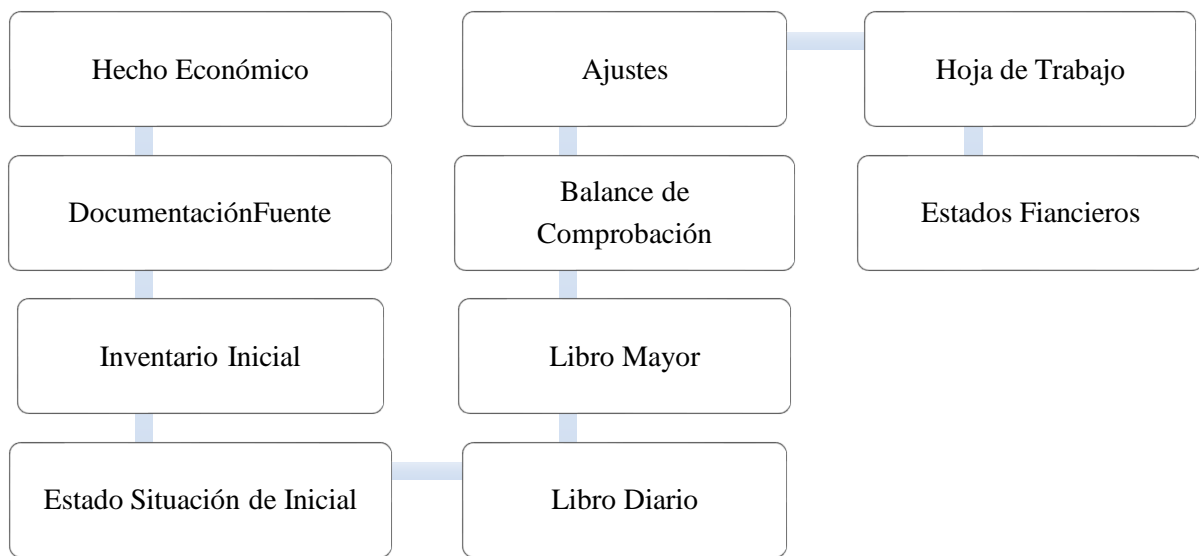 Hecho Económico
DocumentaciónFuente
Inventario Inicial
Estado Situación de Inicial
Libro Diario
Libro Mayor
Balance de
Comprobación
Ajustes
Hoja de Trabajo
Estados Fiancieros